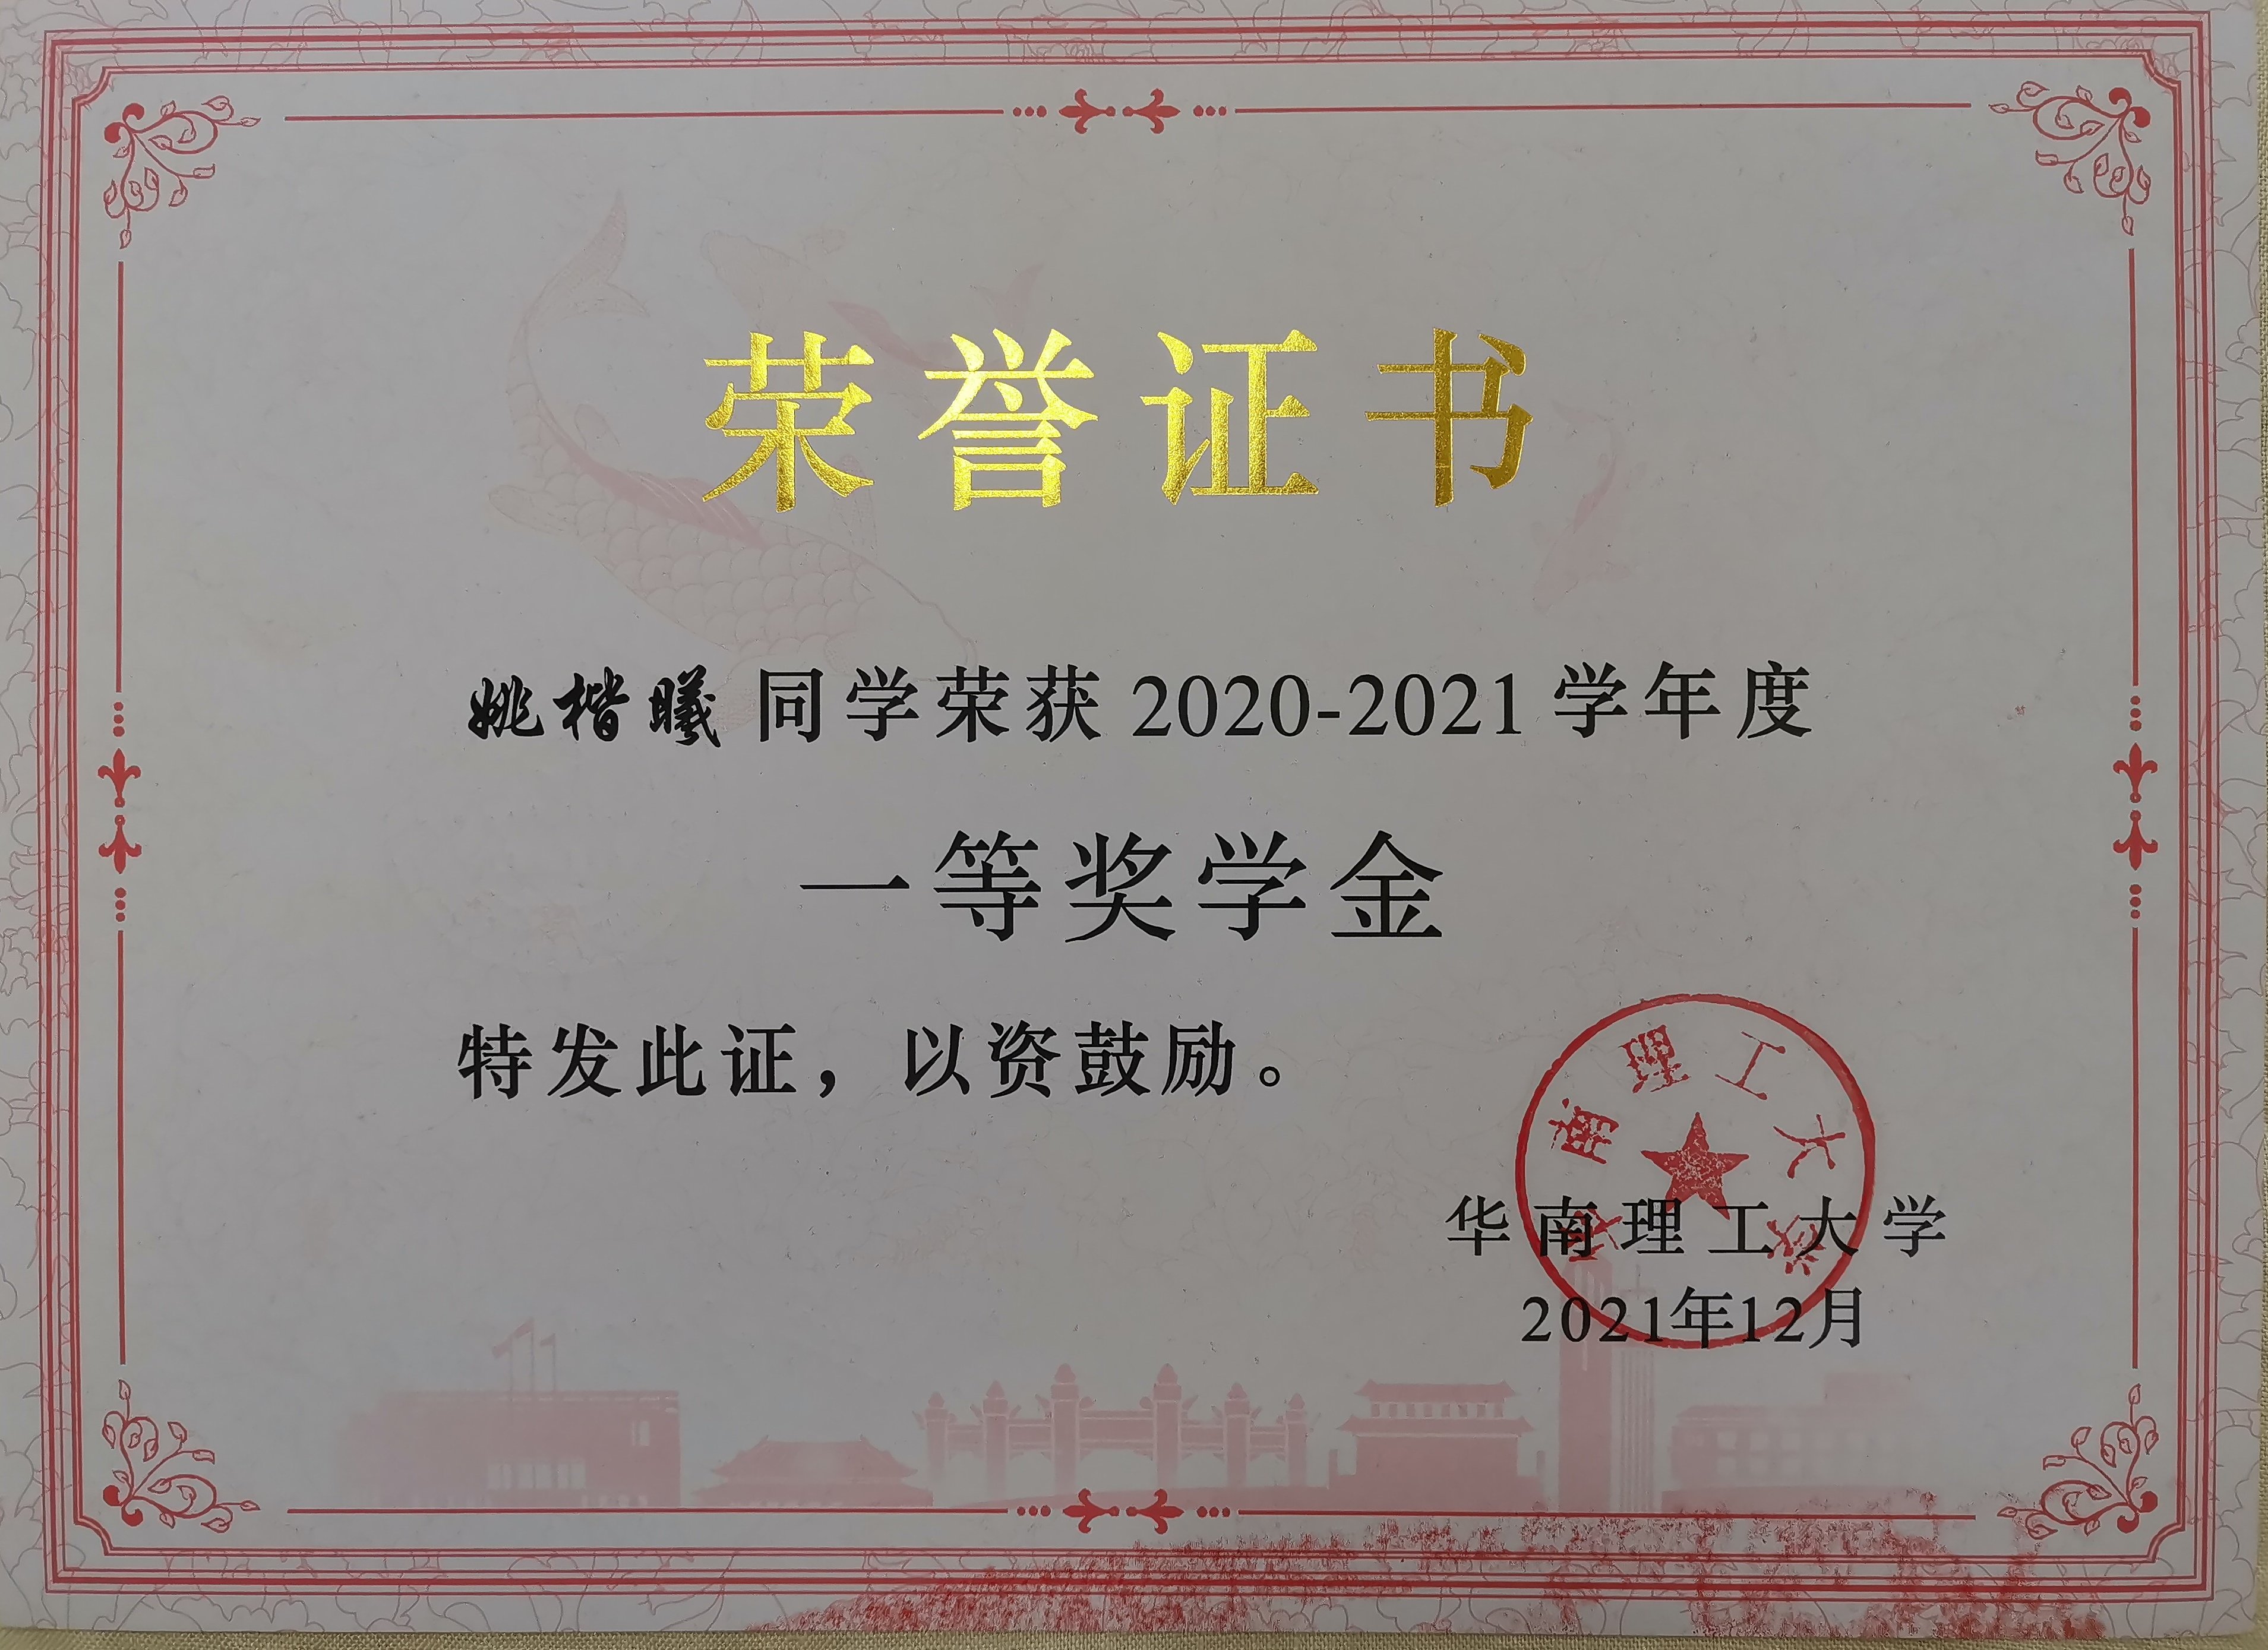 荣誉证书
姚楷曦 同学荣获 2020-2021 学年度
一等奖学金
特发此证，以资鼓励。
华南理工大学
华南理工大学
2021年12月